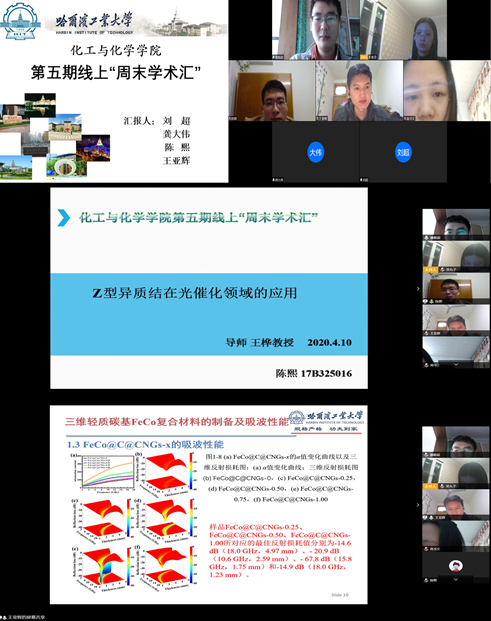 哈爾濱工業大學
HARBIN INSTITUTE OF TECHNOLOGY
化工与化学学院
第五期线上“周末学术汇”
汇报人： 刘 超
龚大伟
陈 熙
王亚辉
大伟
刘超
化工与化学学院第五期线上“周末学术汇”
Z型异质结在光催化领域的应用
导师 王桦教授 2020.4.10
陈熙 17B325016
三维轻质碳基FeCo复合材料的制备及吸波性能
哈爾濱工業大學
HARBIN INSTITUTE OF TECHNOLOGY
规格严格 功夫到家
1.3 FeCo@C@CNGs-x的吸波性能
图1-8 (a) FeCo@C@CNGs-x的α值变化曲线以及三
维反射损耗图：(a) α值变化曲线；三维反射损耗图
(b) FeCo@C@CNGs-0，(c) FeCo@C@CNGs-0.25，
(d) FeCo@C@CNGs-0.50，(e) FeCo@C@CNGs-
0.75，(f) FeCo@C@CNGs-1.00
样品FeCo@C@CNGs-0.25、
FeCo@C@CNGs-0.50、FeCo@C@CNGs-
1.00所对应的最佳反射损耗值分别为-14.6
dB（18.0 GHz，4.97 mm）、- 20.9 dB
（10.6 GHz，2.59 mm）、- 67.8 dB（15.8
GHz，1.75 mm）和-14.9 dB（18.0 GHz，
1.23 mm）。
(a)
(b)
(c)
(d)
(e)
(f)
Slide 10
王亚辉的屏幕共享